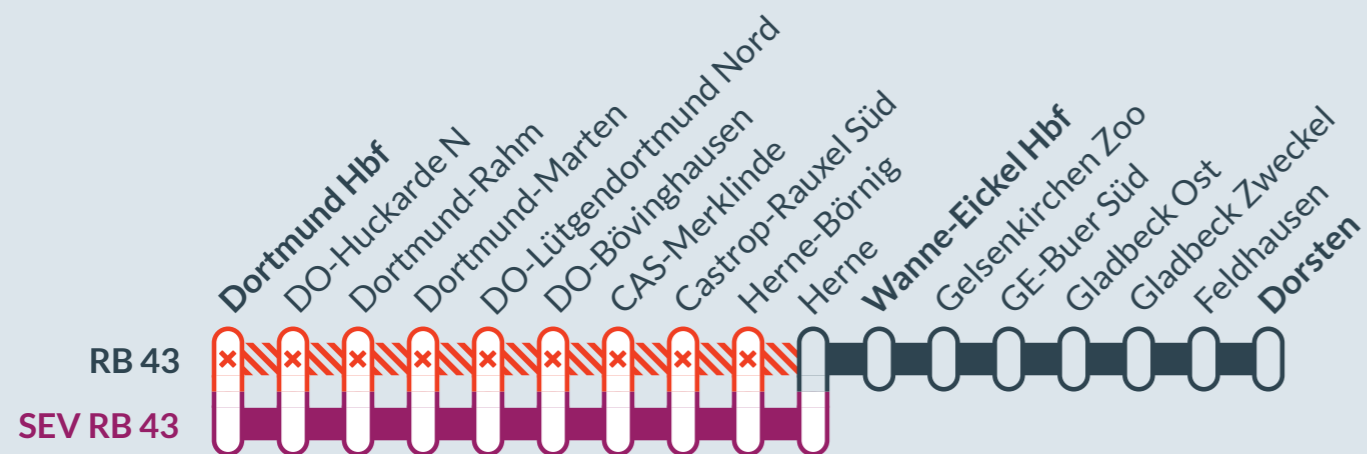 Dortmund Hbf
DO-Huckarde N
Dortmund-Rahm
Dortmund-Marten
DO-Lütgendortmund Nord
DO-Bövinghausen
CAS-Merklinde
Castrop-Rauxel Süd
Herne-Börnig
Herne
Wanne-Eickel Hbf
Gelsenkirchen Zoo
GE-Buer Süd
Gladbeck Ost
Gladbeck Zweckel
Feldhausen
Dorsten
RB 43
SEV RB 43